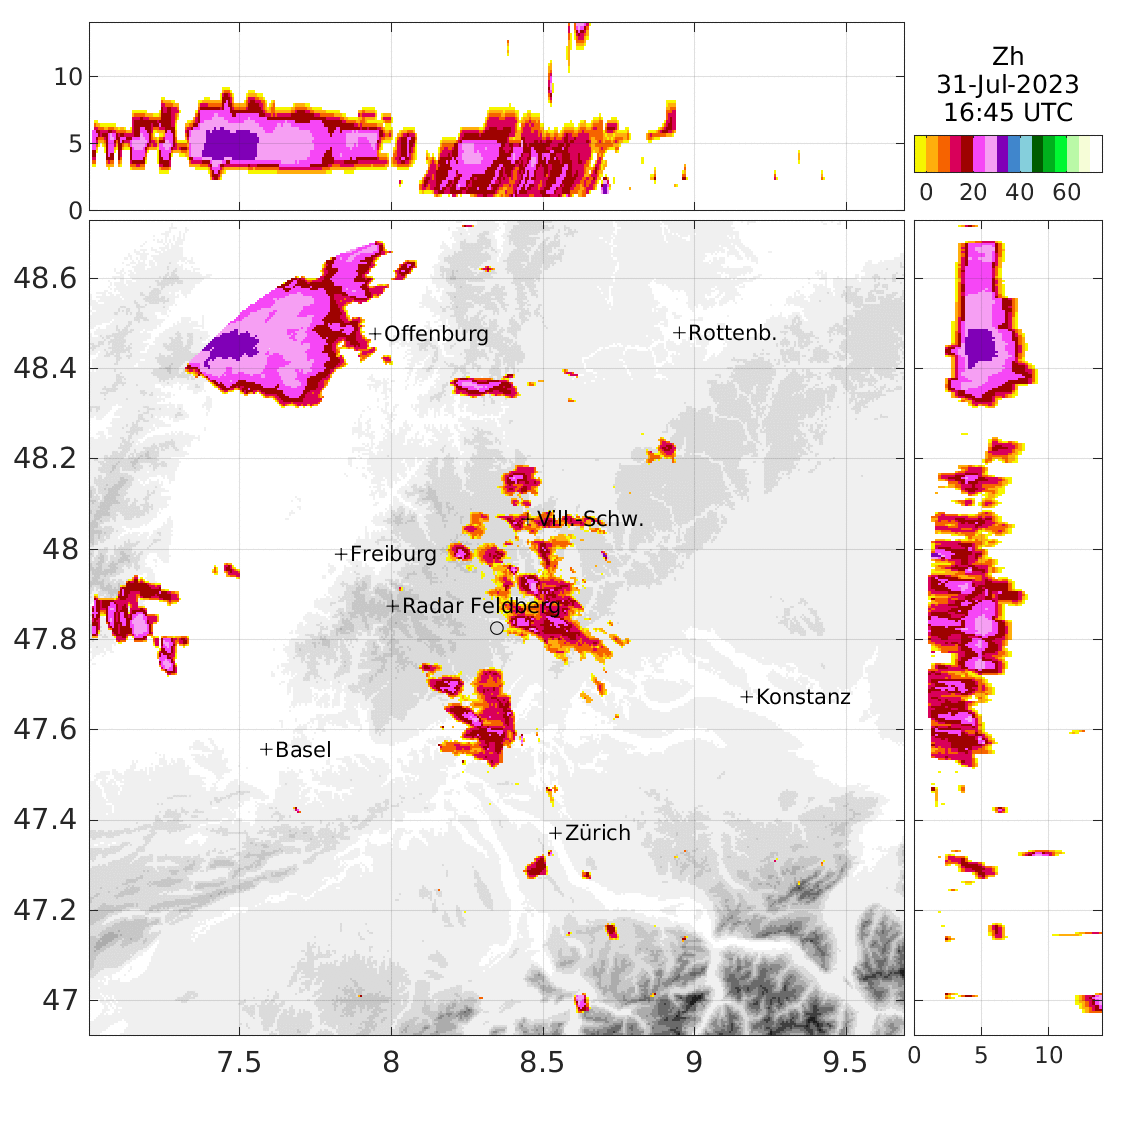 Zh
31-Jul-2023
16:45 UTC
10
5
0
0 20 40 60
48.6
48.4
48.2
48
47.8
47.6
47.4
47.2
47
+Offenburg
+Rottenb.
+Vill.-Schw.
+Freiburg
+Radar Feldberg
+Konstanz
+Basel
+Zürich
7.5 8 8.5 9 9.5
0 5 10